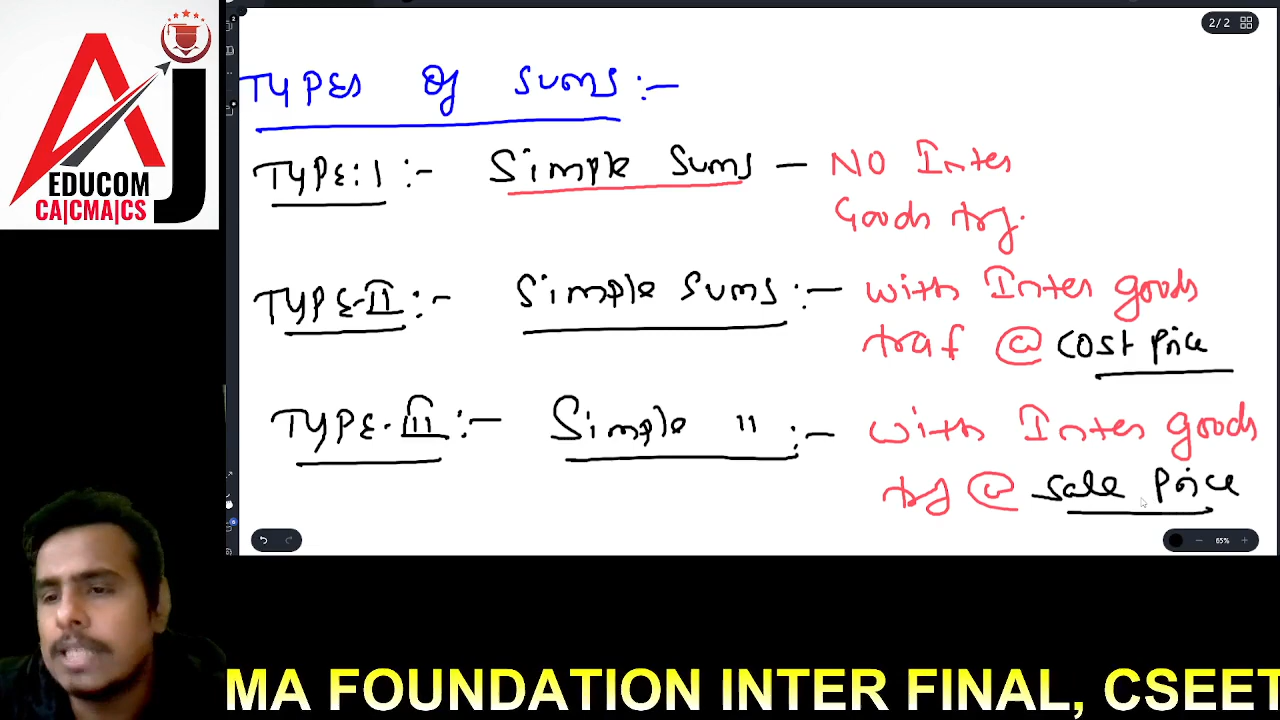 2/2
TYPES Of Sums :-
TYPE: I :- Simple Sums - NO Inter
Goods trf.
TYPE-II :- Simple Sums :- with Inter goods
traf @ cost price
TYPE-III :- Simple " :- with Inter goods
trf @ Sale Price
AJ
EDUCOM
CA|CMA|CS
65%
MA FOUNDATION INTER FINAL, CSEET